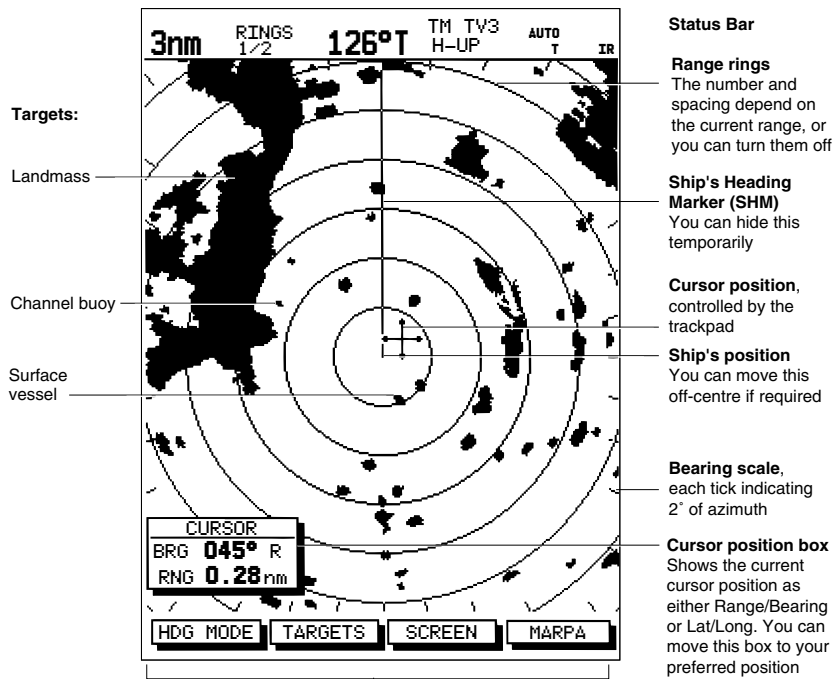 3nm
RINGS
1/2
126°T
TM TV3
H-UP
AUTO
T
IR
Status Bar
Range rings
The number and
spacing depend on
the current range, or
you can turn them off
Targets:
Landmass
Ship's Heading
Marker (SHM)
You can hide this
temporarily
Channel buoy
Cursor position,
controlled by the
trackpad
Ship's position
You can move this
off-centre if required
Surface
vessel
Bearing scale,
each tick indicating
2° of azimuth
CURSOR
BRG 045° R
RNG 0.28nm
Cursor position box
Shows the current
cursor position as
either Range/Bearing
or Lat/Long. You can
move this box to your
preferred position
HDG MODE
TARGETS
SCREEN
MARPA